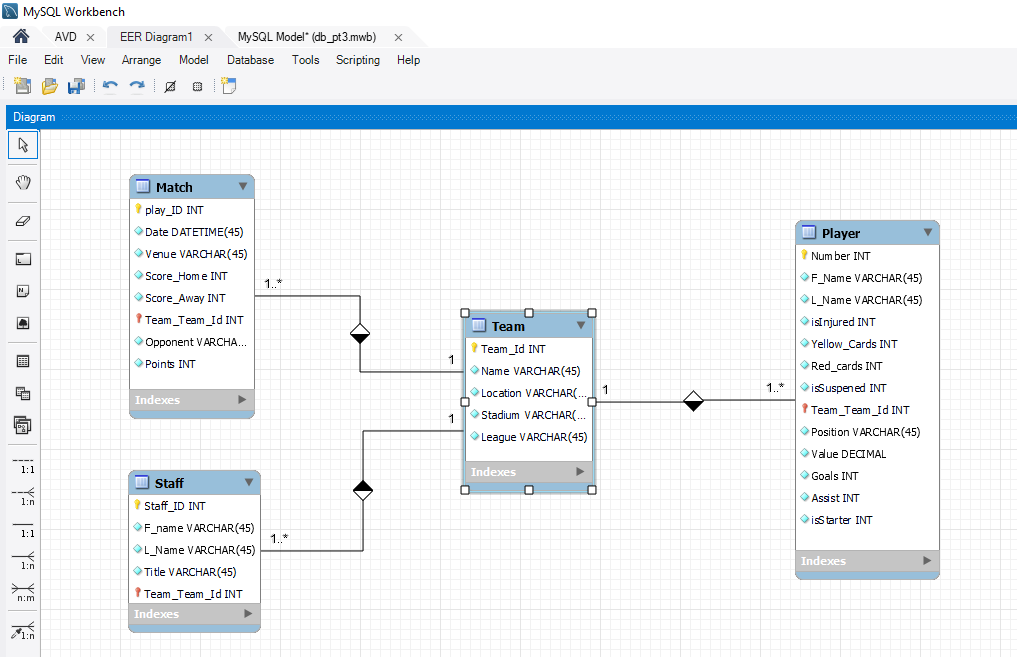 MySQL Workbench
AVD
EER Diagram1
MySQL Model* (db_pt3.mwb)
File Edit View Arrange Model Database Tools Scripting Help
Diagram
Match
play_ID INT
Date DATETIME(45)
Venue VARCHAR(45)
Score_Home INT
Score_Away INT
Team_Team_Id INT
Opponent VARCHA...
Points INT
Indexes
1..*
1
Team
Team_Id INT
Name VARCHAR(45)
Location VARCHAR(...
Stadium VARCHAR(...
League VARCHAR(45)
Indexes
1
1..*
Player
Number INT
F_Name VARCHAR(45)
L_Name VARCHAR(45)
isInjured INT
Yellow_Cards INT
Red_cards INT
isSuspened INT
Team_Team_Id INT
Position VARCHAR(45)
Value DECIMAL
Goals INT
Assist INT
isStarter INT
Indexes
1
1..*
Staff
Staff_ID INT
F_name VARCHAR(45)
L_Name VARCHAR(45)
Title VARCHAR(45)
Team_Team_Id INT
Indexes
1:1
1:n
1:1
1:n
n:m
1:n